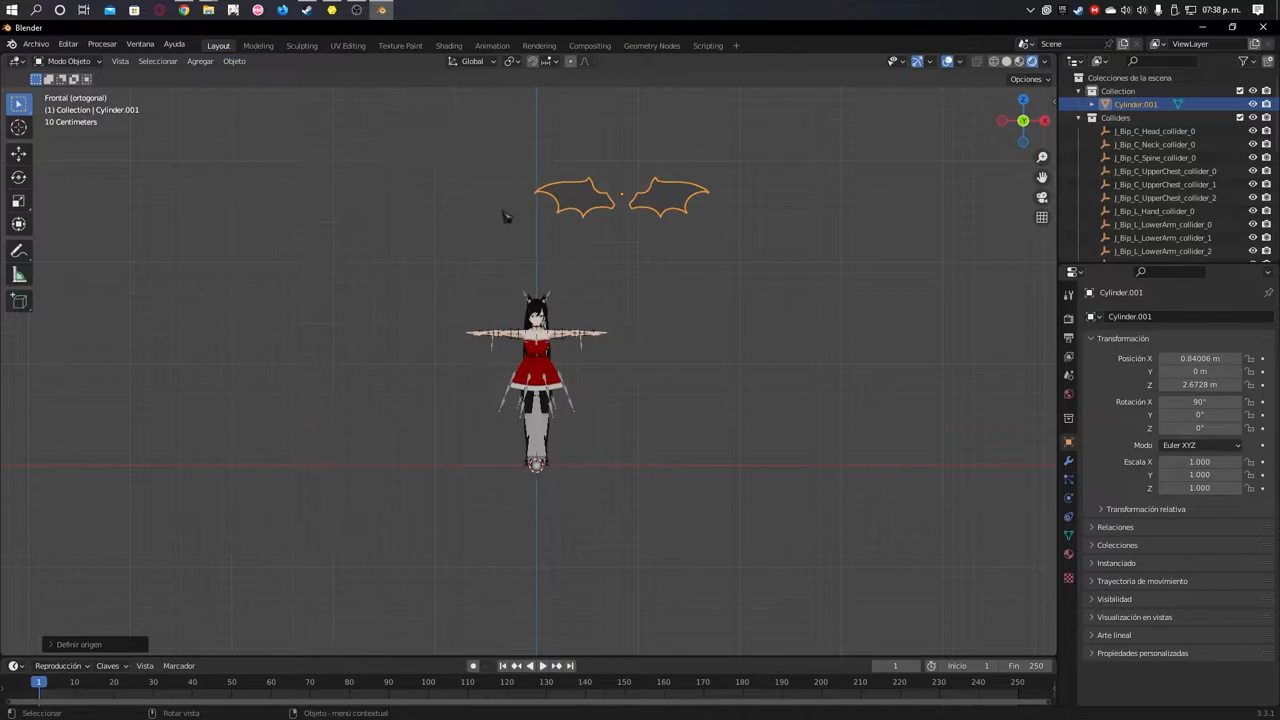 07:38 p. m.
Blender
Archivo Editar Procesar Ventana Ayuda Layout Modeling Sculpting UV Editing Texture Paint Shading Animation Rendering Compositing Geometry Nodes Scripting + Scene ViewLayer
Modo Objeto Vista Seleccionar Agregar Objeto Global
Opciones
Frontal (ortogonal)
(1) Collection | Cylinder.001
10 Centimeters
Z
-Y
X
Definir origen
Colecciones de la escena
Collection
Cylinder.001
Colliders
J_Bip_C_Head_collider_0
J_Bip_C_Neck_collider_0
J_Bip_C_Spine_collider_0
J_Bip_C_UpperChest_collider_0
J_Bip_C_UpperChest_collider_1
J_Bip_C_UpperChest_collider_2
J_Bip_L_Hand_collider_0
J_Bip_L_LowerArm_collider_0
J_Bip_L_LowerArm_collider_1
J_Bip_L_LowerArm_collider_2
Cylinder.001
Cylinder.001
Transformación
Posición X 0.84006 m
Y 0 m
Z 2.6728 m
Rotación X 90°
Y 0°
Z 0°
Modo Euler XYZ
Escala X 1.000
Y 1.000
Z 1.000
Transformación relativa
Relaciones
Colecciones
Instanciado
Trayectoria de movimiento
Visibilidad
Visualización en vistas
Arte lineal
Propiedades personalizadas
Reproducción Claves Vista Marcador 1 Inicio 1 Fin 250
1 10 20 30 40 50 60 70 80 90 100 110 120 130 140 150 160 170 180 190 200 210 220 230 240 250
Seleccionar Rotar vista Objeto - menú contextual 3.3.1